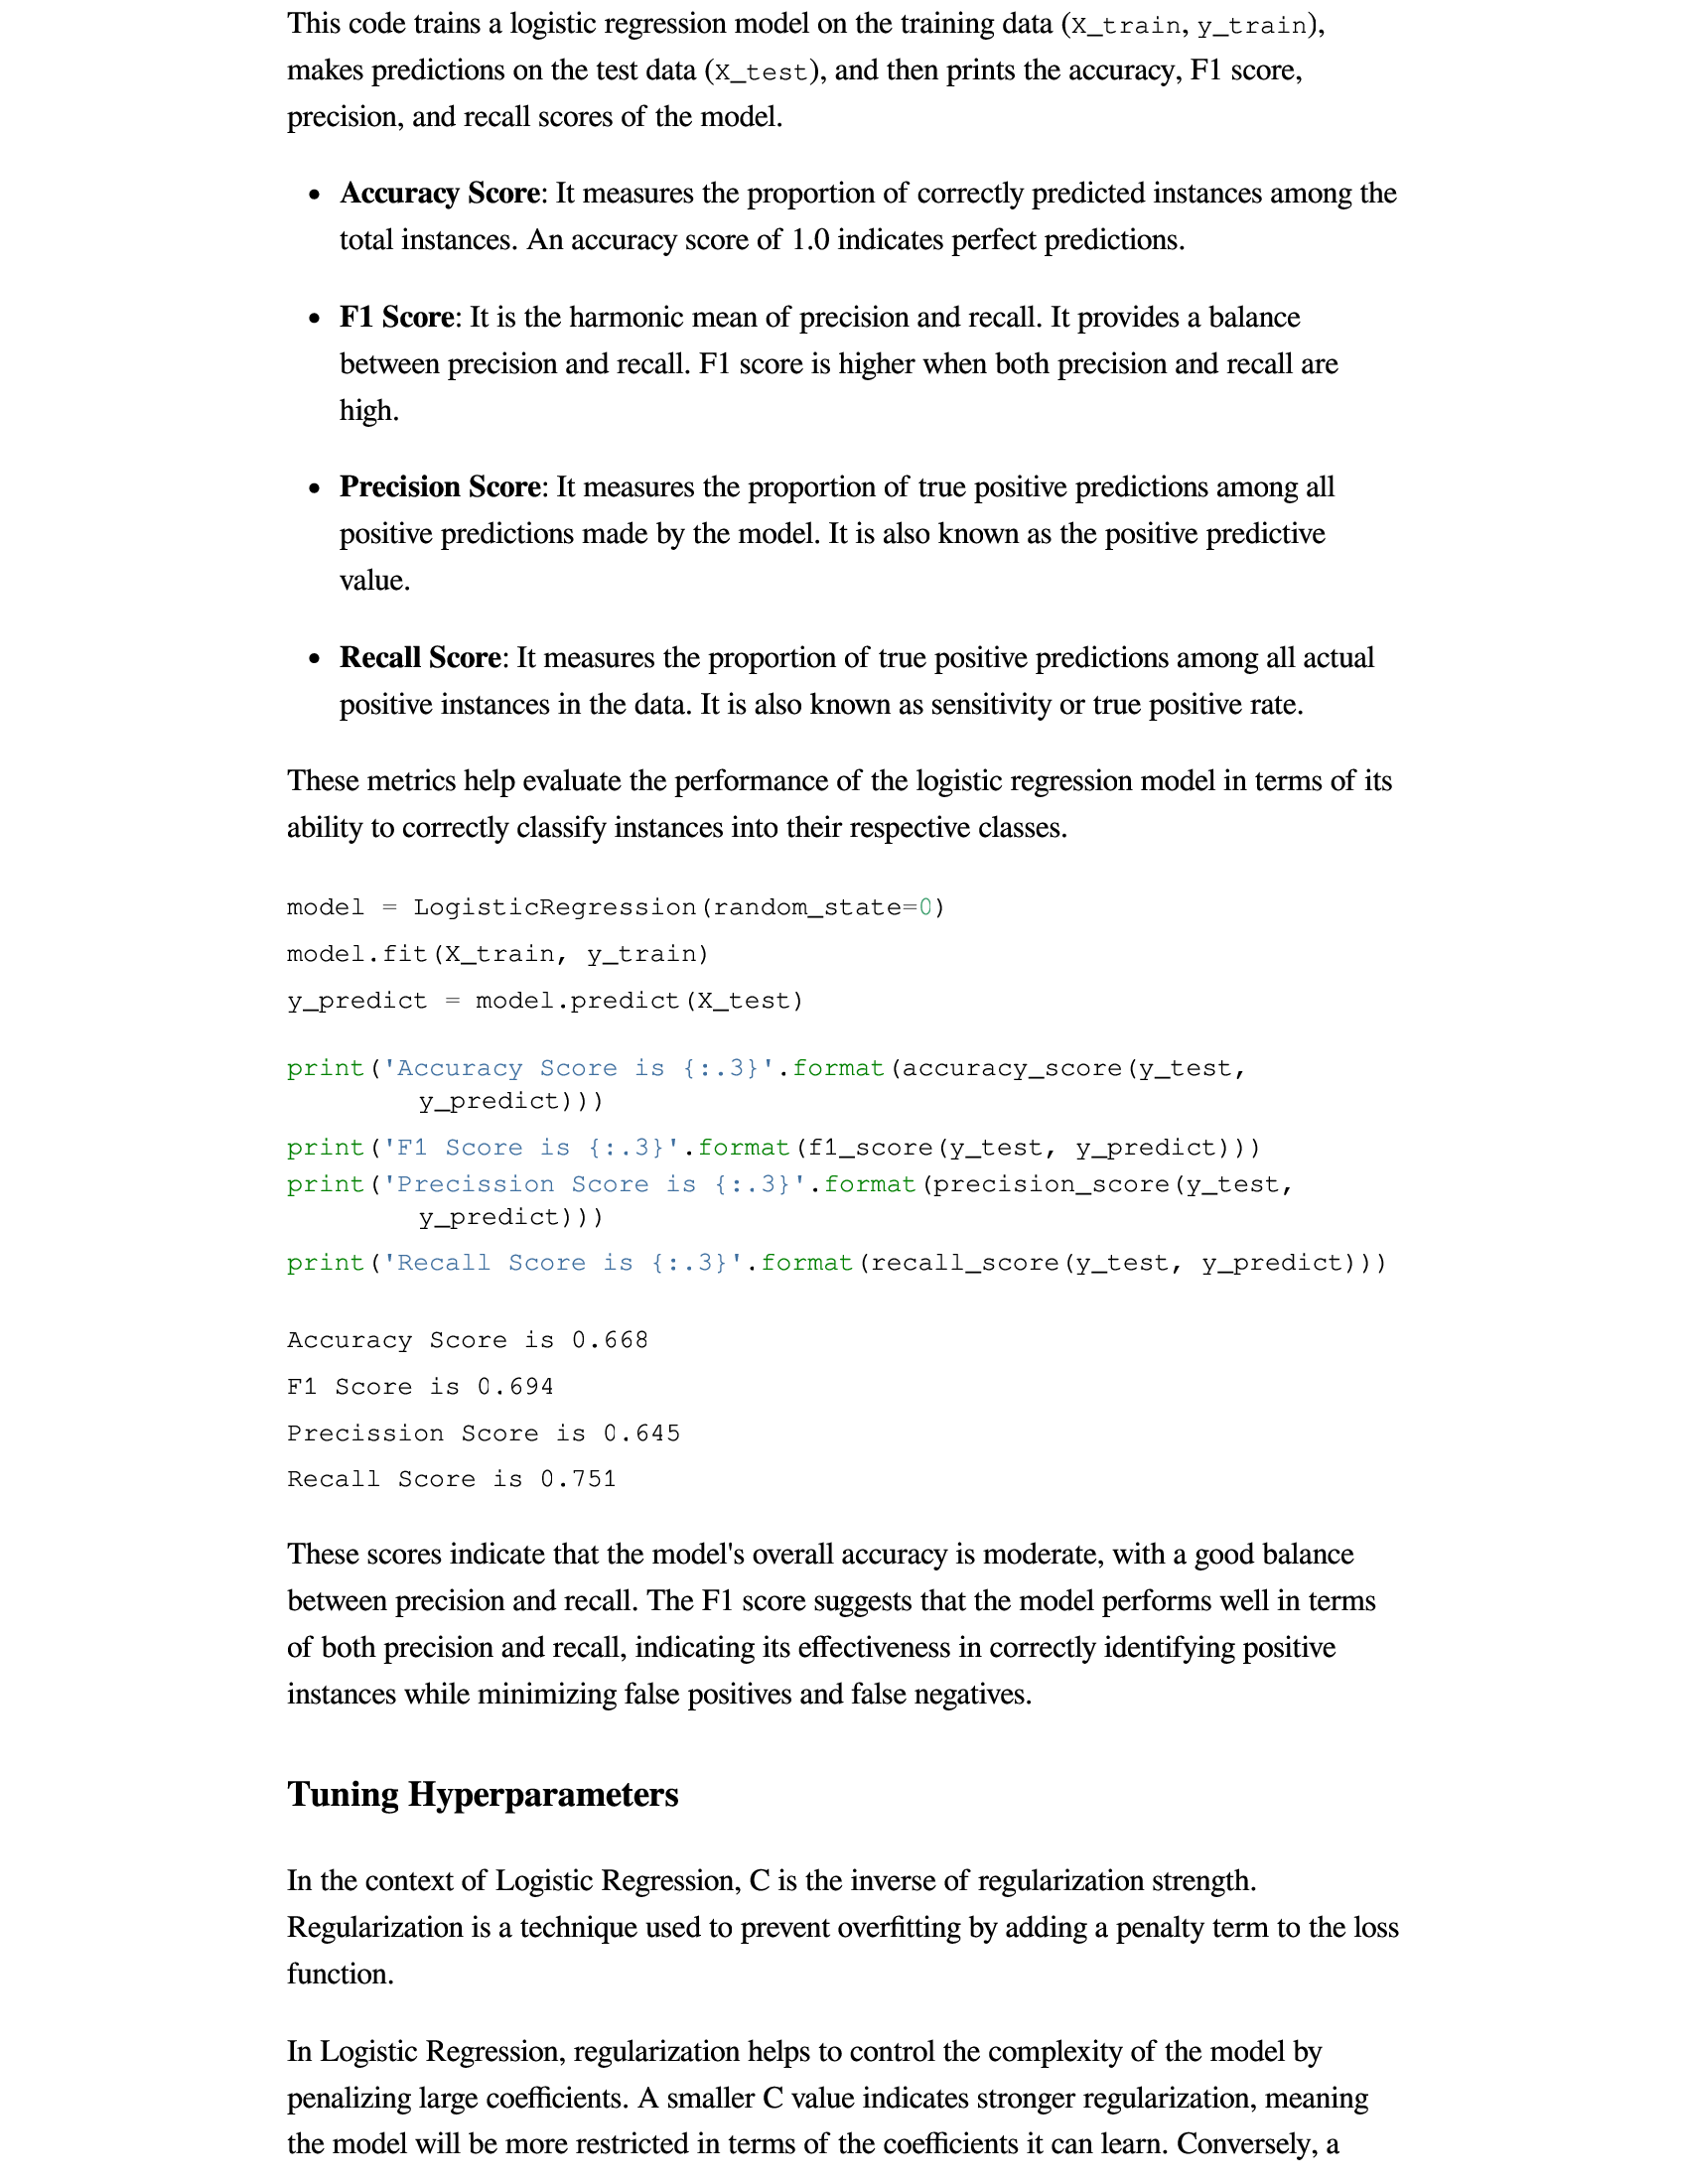 This code trains a logistic regression model on the training data (X_train, y_train),
makes predictions on the test data (X_test), and then prints the accuracy, F1 score,
precision, and recall scores of the model.
• Accuracy Score: It measures the proportion of correctly predicted instances among the
total instances. An accuracy score of 1.0 indicates perfect predictions.
• F1 Score: It is the harmonic mean of precision and recall. It provides a balance
between precision and recall. F1 score is higher when both precision and recall are
high.
• Precision Score: It measures the proportion of true positive predictions among all
positive predictions made by the model. It is also known as the positive predictive
value.
• Recall Score: It measures the proportion of true positive predictions among all actual
positive instances in the data. It is also known as sensitivity or true positive rate.
These metrics help evaluate the performance of the logistic regression model in terms of its
ability to correctly classify instances into their respective classes.
model = LogisticRegression(random_state=0)
model.fit(X_train, y_train)
y_predict = model.predict(X_test)
print('Accuracy Score is {:.3}'.format(accuracy_score(y_test,
y_predict)))
print('F1 Score is {:.3}'.format(f1_score(y_test, y_predict)))
print('Precission Score is {:.3}'.format(precision_score(y_test,
y_predict)))
print('Recall Score is {:.3}'.format(recall_score(y_test, y_predict)))
Accuracy Score is 0.668
F1 Score is 0.694
Precission Score is 0.645
Recall Score is 0.751
These scores indicate that the model's overall accuracy is moderate, with a good balance
between precision and recall. The F1 score suggests that the model performs well in terms
of both precision and recall, indicating its effectiveness in correctly identifying positive
instances while minimizing false positives and false negatives.
Tuning Hyperparameters
In the context of Logistic Regression, C is the inverse of regularization strength.
Regularization is a technique used to prevent overfitting by adding a penalty term to the loss
function.
In Logistic Regression, regularization helps to control the complexity of the model by
penalizing large coefficients. A smaller C value indicates stronger regularization, meaning
the model will be more restricted in terms of the coefficients it can learn. Conversely, a